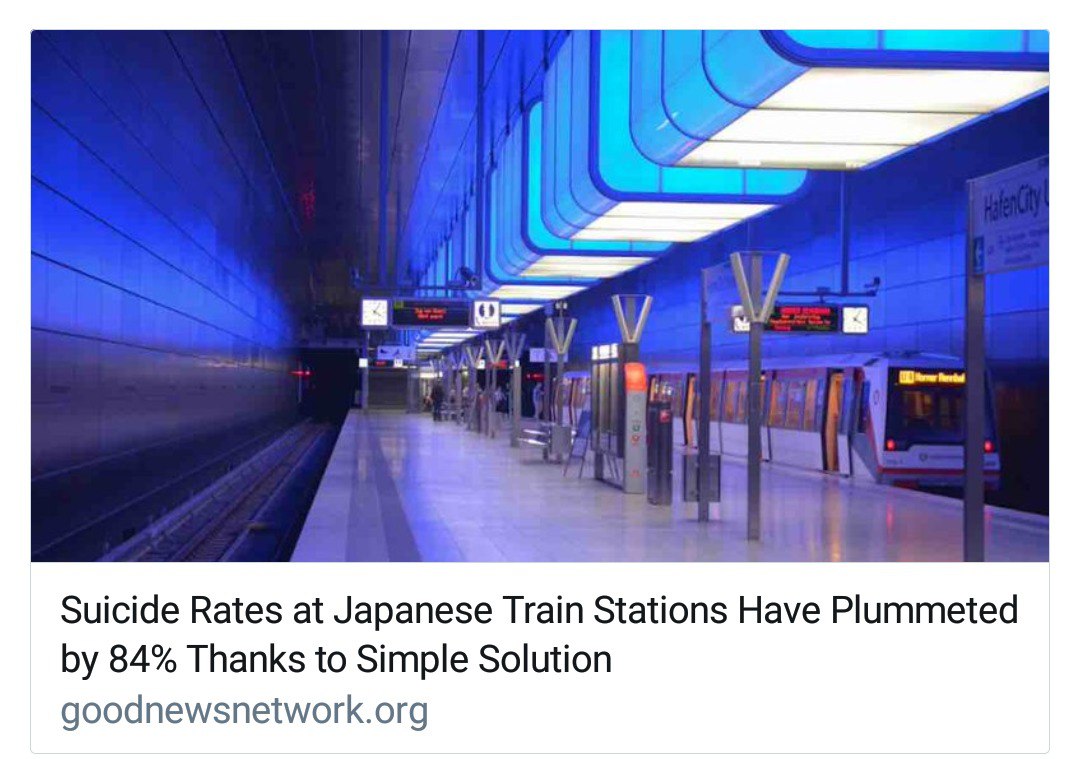 HafenCity U
Suicide Rates at Japanese Train Stations Have Plummeted
by 84% Thanks to Simple Solution
goodnewsnetwork.org